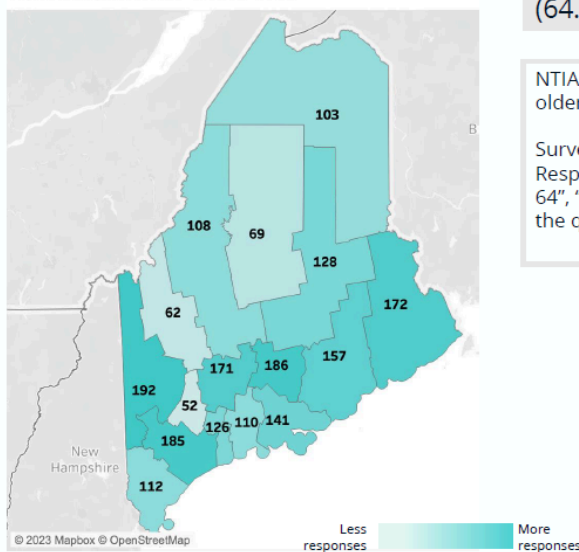 (64.
NTIA
older
Surve
Resp
64”, “
the d
103
B
108
69
128
172
62
157
171
186
192
52
126
110
141
185
New
Hampshire
112
© 2023 Mapbox © OpenStreetMap
Less
responses
More
responses